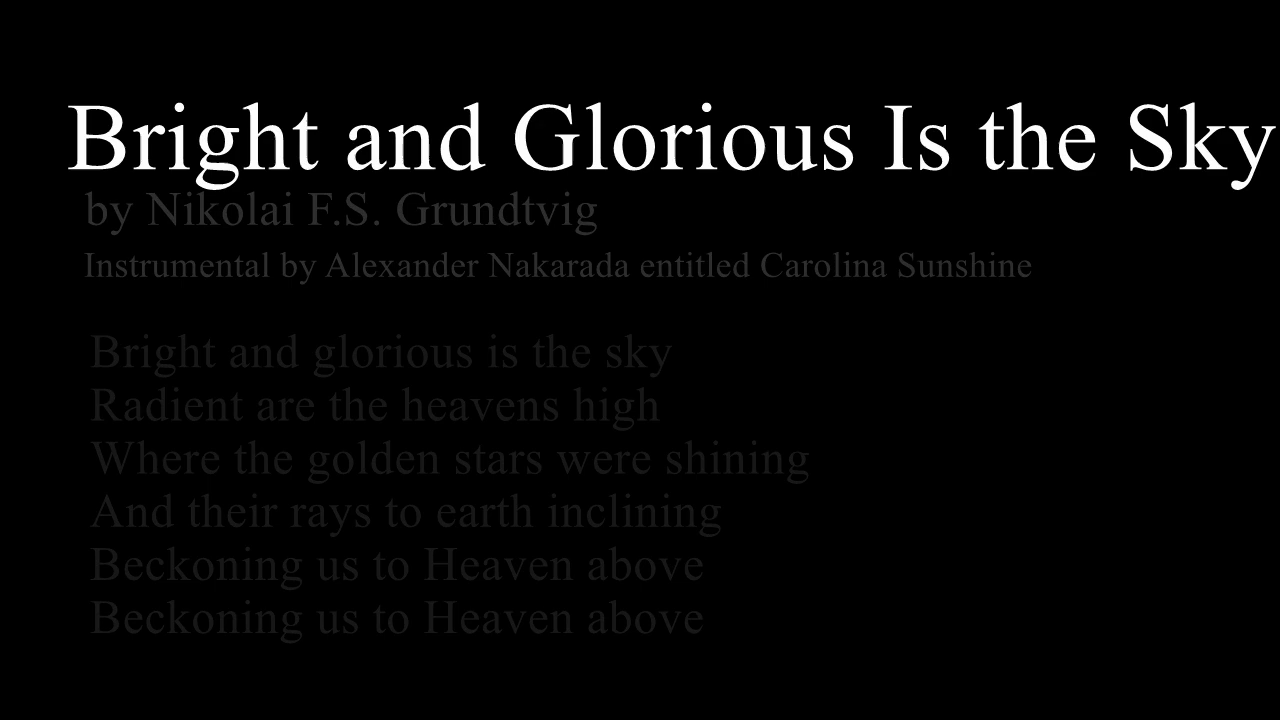 Bright and Glorious Is the Sky
by Nikolai F.S. Grundtvig
Instrumental by Alexander Nakarada entitled Carolina Sunshine
Bright and glorious is the sky
Radient are the heavens high
Where the golden stars were shining
And their rays to earth inclining
Beckoning us to Heaven above
Beckoning us to Heaven above